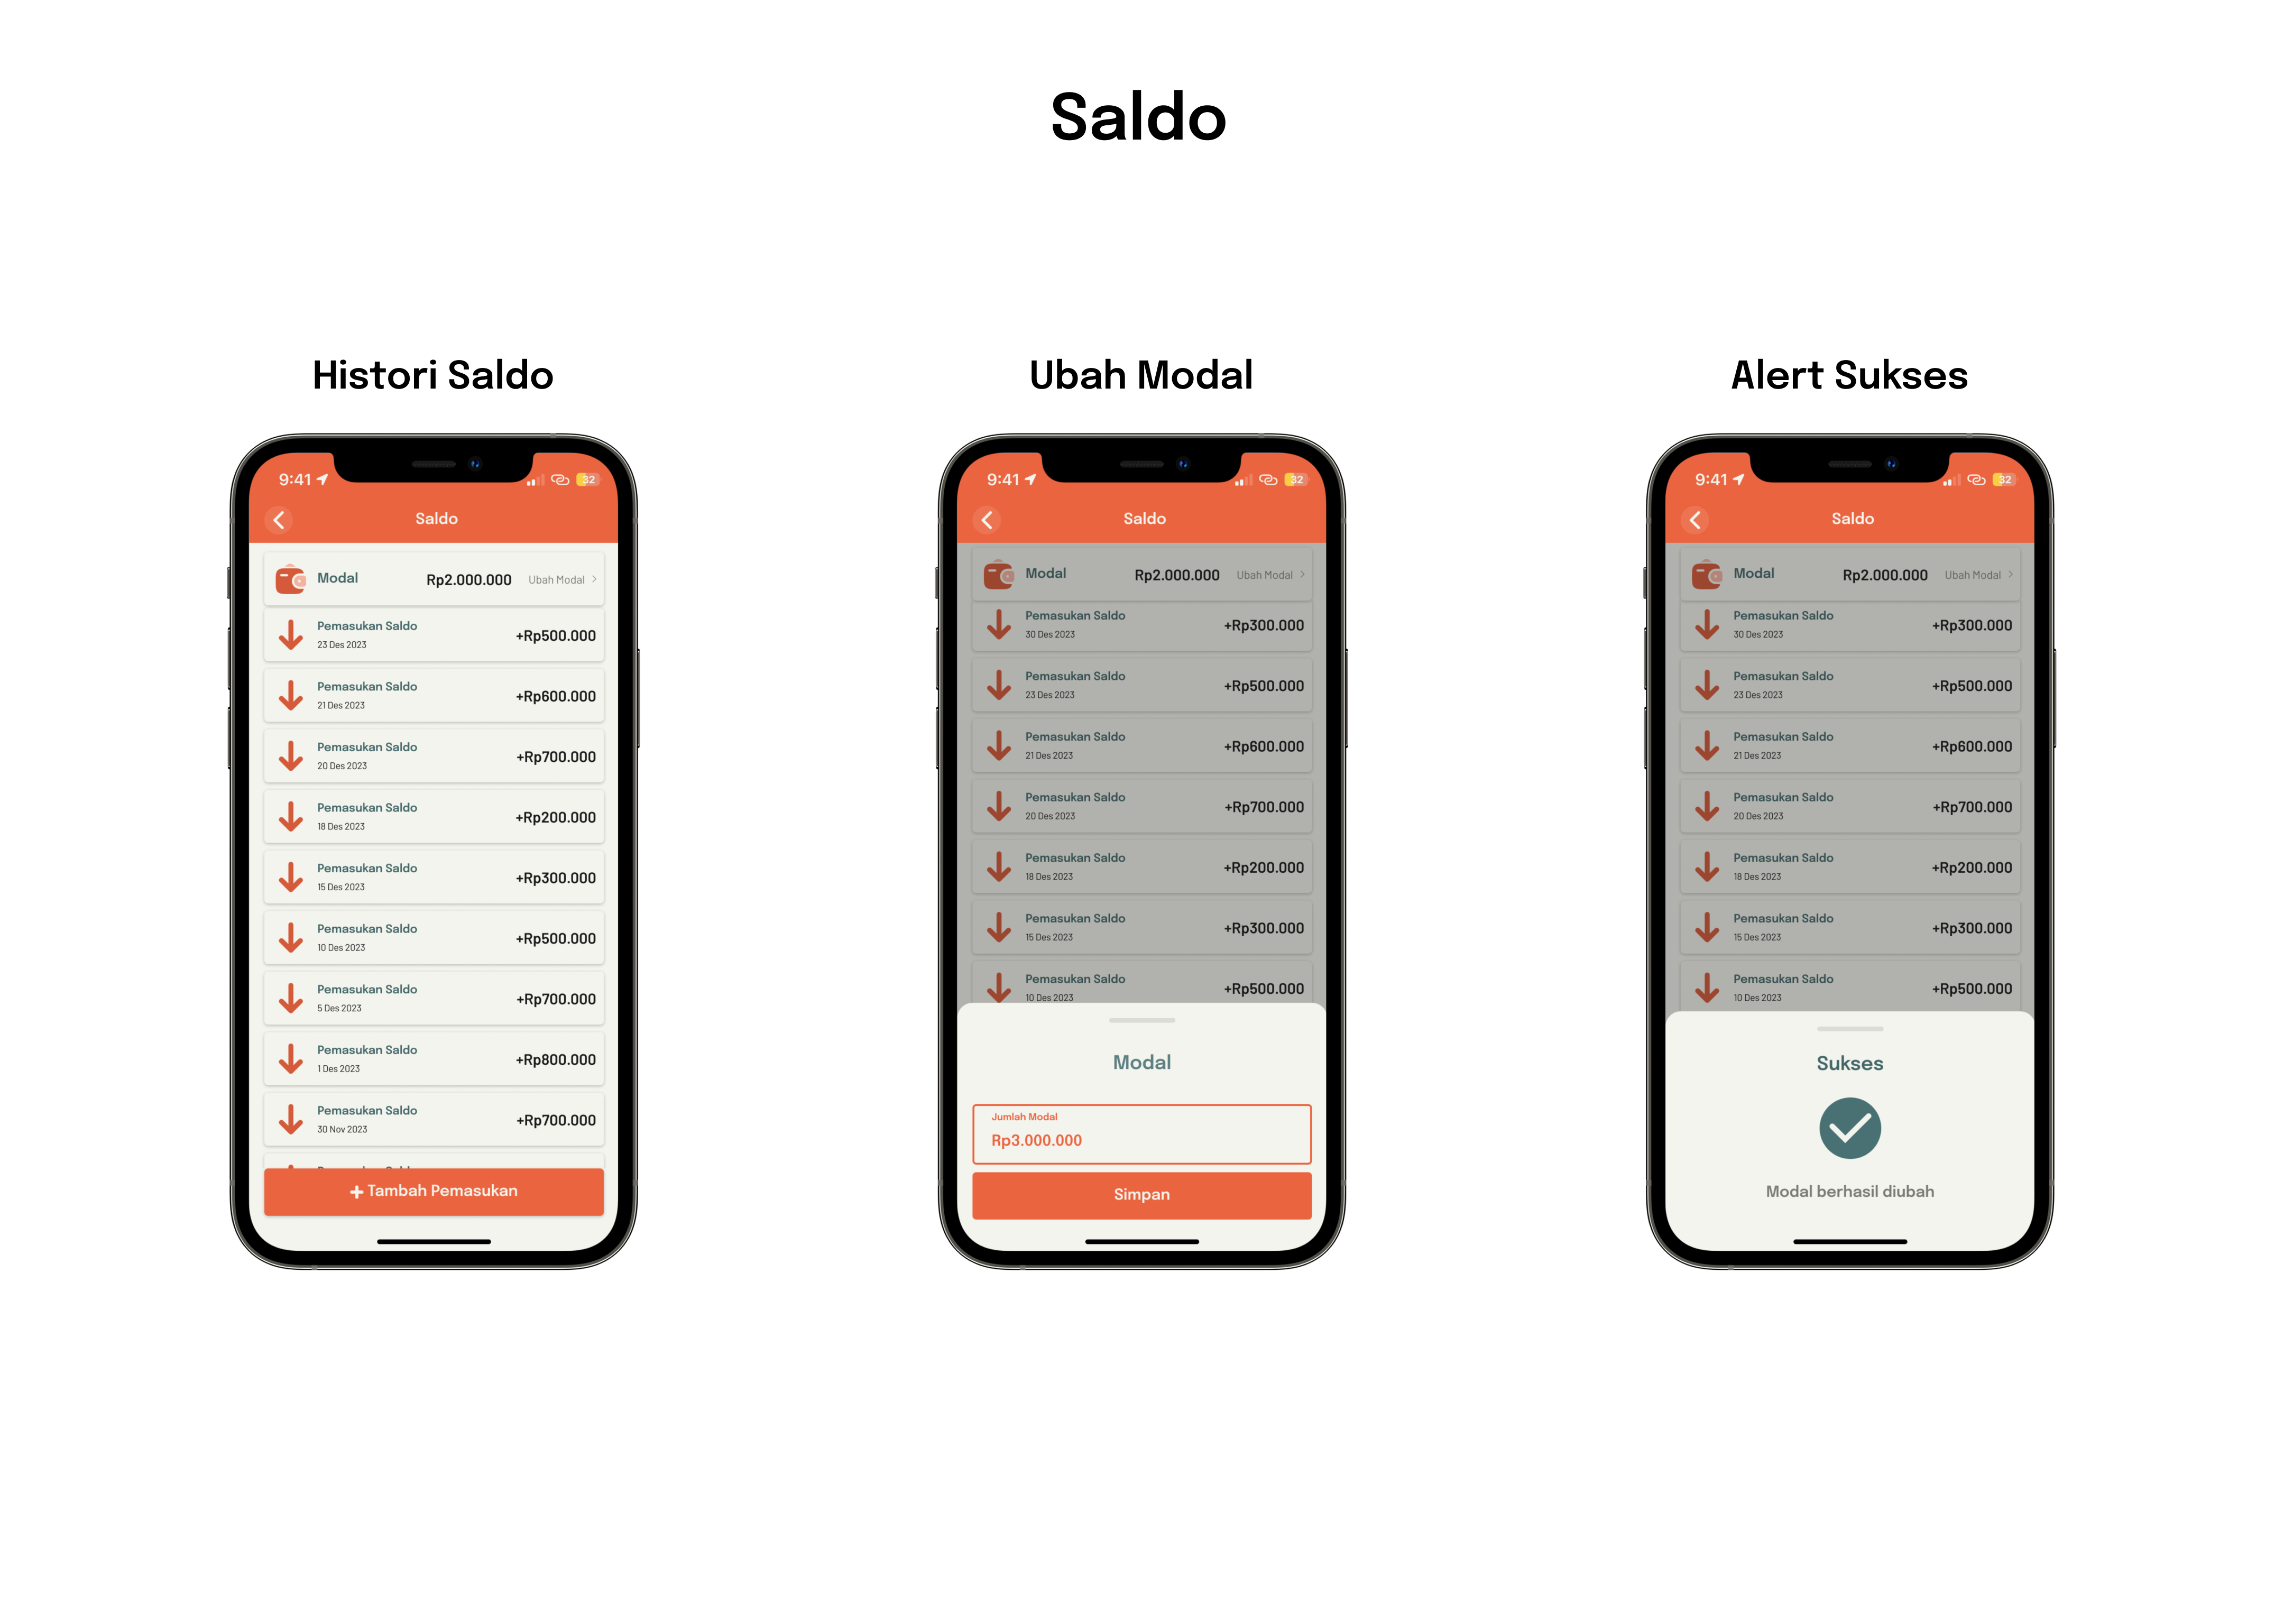 Saldo
Histori Saldo
9:41
32
Saldo
Modal
Rp2.000.000
Ubah Modal
Pemasukan Saldo
23 Des 2023
+Rp500.000
Pemasukan Saldo
21 Des 2023
+Rp600.000
Pemasukan Saldo
20 Des 2023
+Rp700.000
Pemasukan Saldo
18 Des 2023
+Rp200.000
Pemasukan Saldo
15 Des 2023
+Rp300.000
Pemasukan Saldo
10 Des 2023
+Rp500.000
Pemasukan Saldo
5 Des 2023
+Rp700.000
Pemasukan Saldo
1 Des 2023
+Rp800.000
Pemasukan Saldo
30 Nov 2023
+Rp700.000
+ Tambah Pemasukan
Ubah Modal
9:41
32
Saldo
Modal
Rp2.000.000
Ubah Modal
Pemasukan Saldo
30 Des 2023
+Rp300.000
Pemasukan Saldo
23 Des 2023
+Rp500.000
Pemasukan Saldo
21 Des 2023
+Rp600.000
Pemasukan Saldo
20 Des 2023
+Rp700.000
Pemasukan Saldo
18 Des 2023
+Rp200.000
Pemasukan Saldo
15 Des 2023
+Rp300.000
Pemasukan Saldo
10 Des 2023
+Rp500.000
Modal
Jumlah Modal
Rp3.000.000
Simpan
Alert Sukses
9:41
32
Saldo
Modal
Rp2.000.000
Ubah Modal
Pemasukan Saldo
30 Des 2023
+Rp300.000
Pemasukan Saldo
23 Des 2023
+Rp500.000
Pemasukan Saldo
21 Des 2023
+Rp600.000
Pemasukan Saldo
20 Des 2023
+Rp700.000
Pemasukan Saldo
18 Des 2023
+Rp200.000
Pemasukan Saldo
15 Des 2023
+Rp300.000
Pemasukan Saldo
10 Des 2023
+Rp500.000
Sukses
Modal berhasil diubah